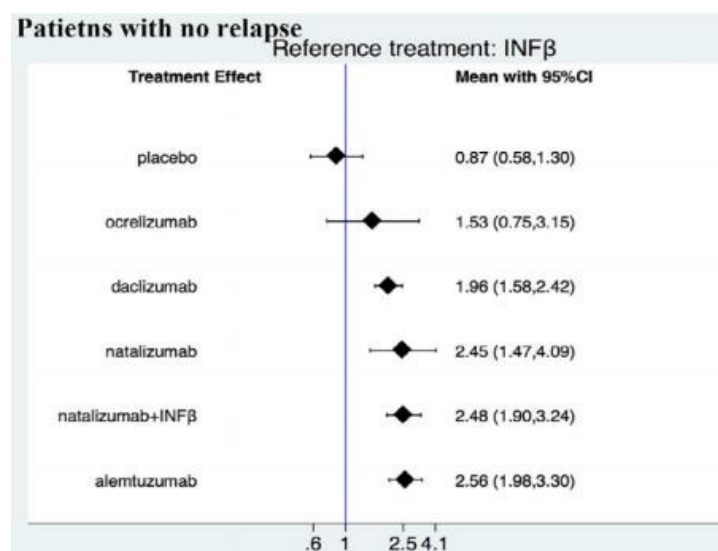 Patietns with no relapse
Reference treatment: INFβ
Treatment Effect Mean with 95%CI
placebo 0.87 (0.58,1.30)
ocrelizumab 1.53 (0.75,3.15)
daclizumab 1.96 (1.58,2.42)
natalizumab 2.45 (1.47,4.09)
natalizumab+INFβ 2.48 (1.90,3.24)
alemtuzumab 2.56 (1.98,3.30)
.6 1 2.5 4.1